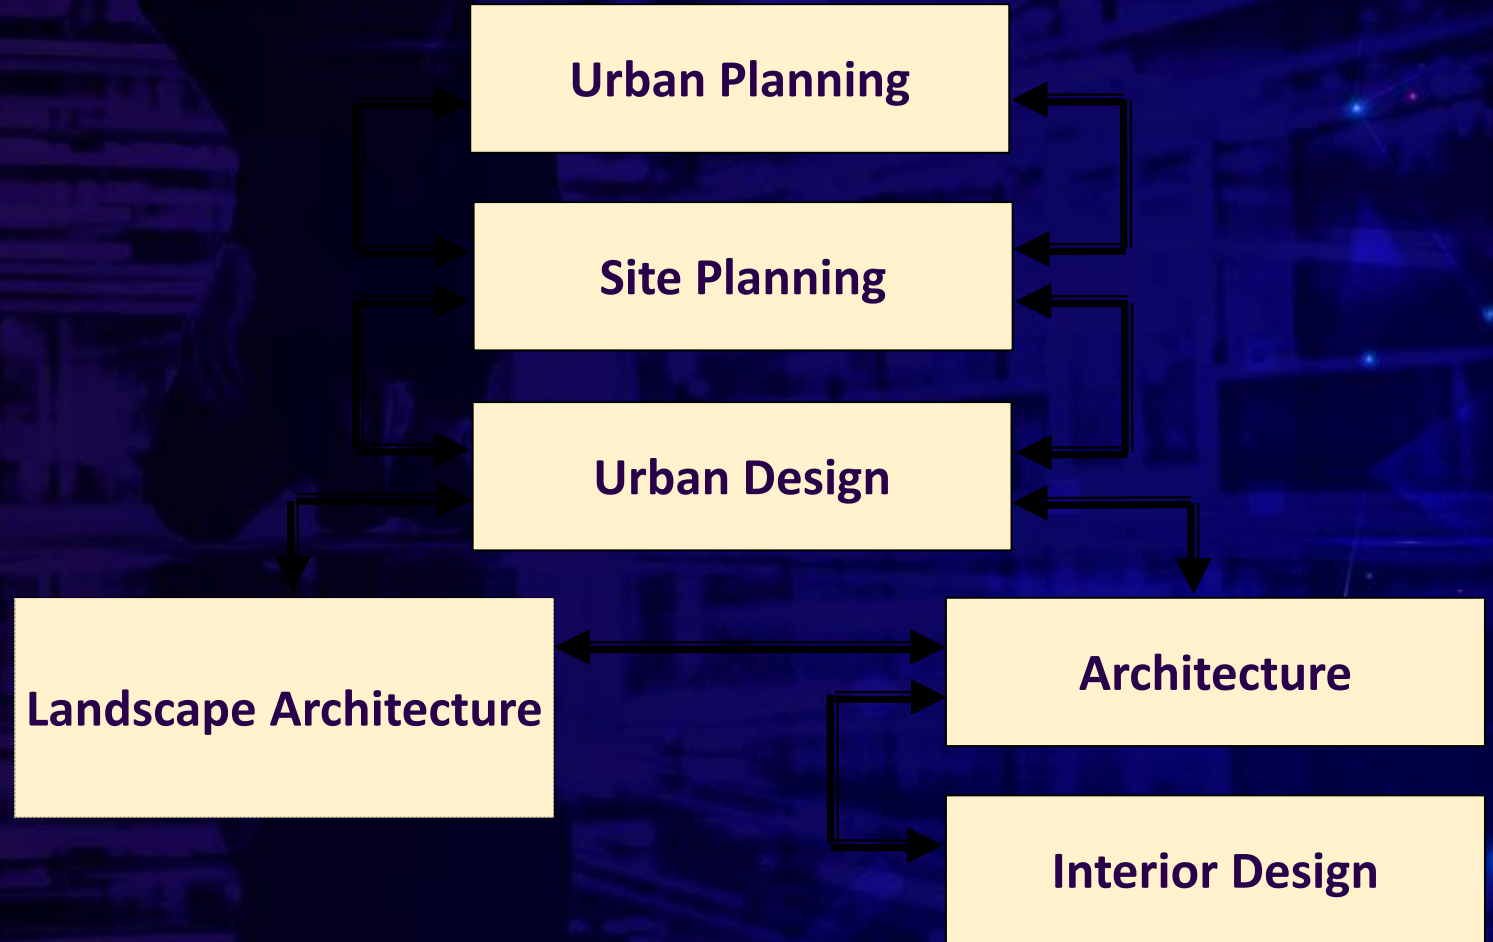 Urban Planning
Site Planning
Urban Design
Landscape Architecture
Architecture
Interior Design